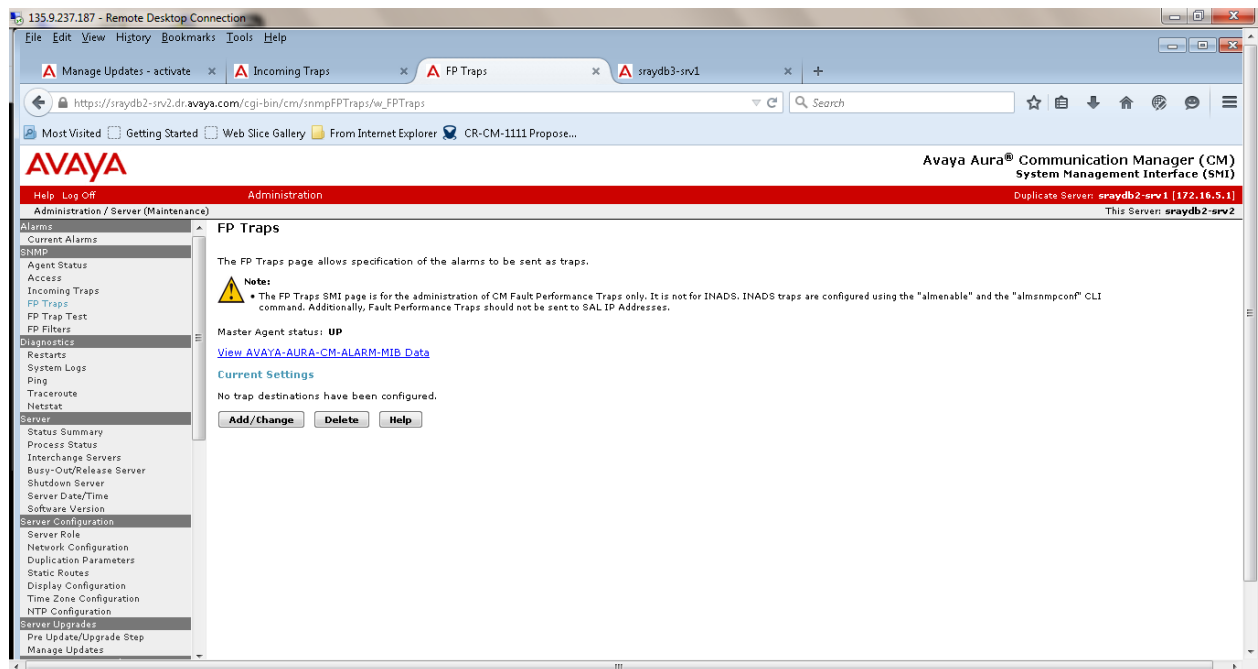 135.9.237.187 - Remote Desktop Connection
File Edit View History Bookmarks Tools Help
Manage Updates - activate
Incoming Traps
FP Traps
sraydb3-srv1
https://sraydb2-srv2.dr.avaya.com/cgi-bin/cm/snmpFPTraps/w_FPTraps
Search
Most Visited Getting Started Web Slice Gallery From Internet Explorer CR-CM-1111 Propose...
AVAYA
Avaya Aura® Communication Manager (CM)
System Management Interface (SMI)
Help Log Off
Administration
Duplicate Server: sraydb2-srv1 [172.16.5.1]
Administration / Server (Maintenance)
This Server: sraydb2-srv2
Alarms
Current Alarms
SNMP
Agent Status
Access
Incoming Traps
FP Traps
FP Trap Test
FP Filters
Diagnostics
Restarts
System Logs
Ping
Traceroute
Netstat
Server
Status Summary
Process Status
Interchange Servers
Busy-Out/Release Server
Shutdown Server
Server Date/Time
Software Version
Server Configuration
Server Role
Network Configuration
Duplication Parameters
Static Routes
Display Configuration
Time Zone Configuration
NTP Configuration
Server Upgrades
Pre Update/Upgrade Step
Manage Updates
FP Traps
The FP Traps page allows specification of the alarms to be sent as traps.
Note:
• The FP Traps SMI page is for the administration of CM Fault Performance Traps only. It is not for INADS. INADS traps are configured using the "almenable" and the "almsnmpconf" CLI
command. Additionally, Fault Performance Traps should not be sent to SAL IP Addresses.
Master Agent status: UP
View AVAYA-AURA-CM-ALARM-MIB Data
Current Settings
No trap destinations have been configured.
Add/Change Delete Help